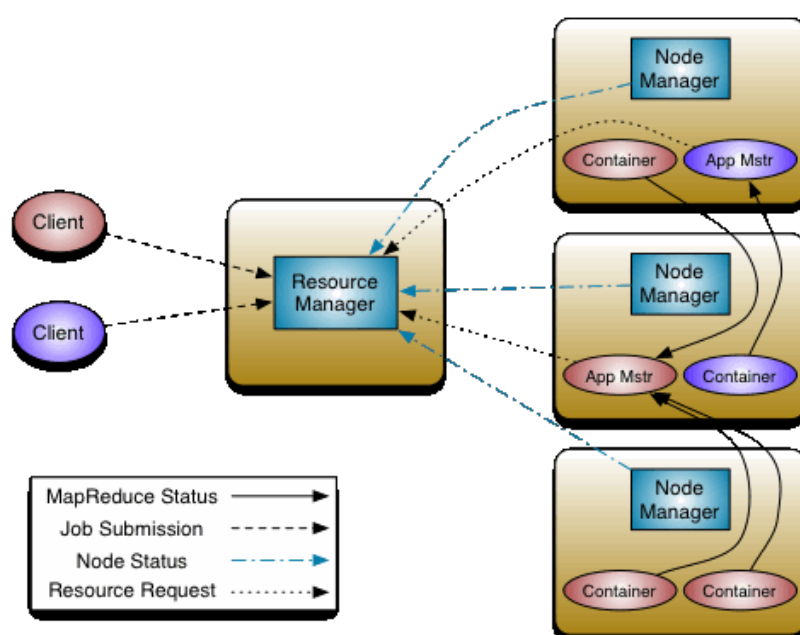 Node
Manager
Container
App Mstr
Client
Resource
Manager
Node
Manager
Client
App Mstr
Container
Node
Manager
Container
Container
MapReduce Status
Job Submission
Node Status
Resource Request